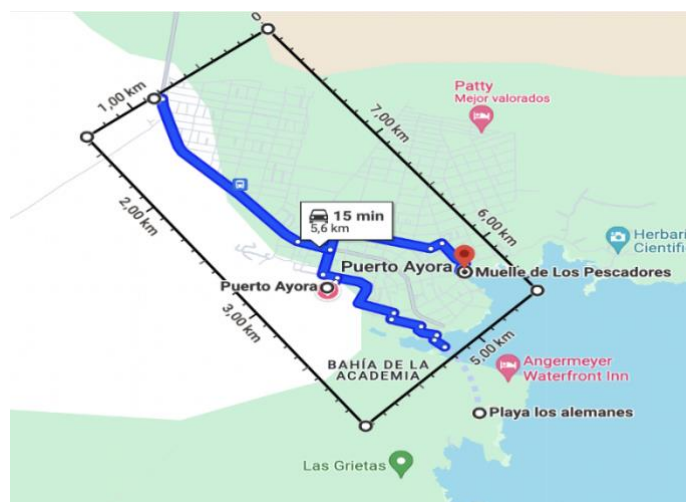 0,
1,00 km
Patty
Mejor valorados
7,00 km
2,00 km
15 min
5,6 km
6,00 km
Herbari
Científic
Puerto Ayora
Muelle de Los Pescadores
Puerto Ayora
3,00 km
5,00 km
BAHÍA DE LA
ACADEMIA
Angermeyer
Waterfront Inn
Playa los alemanes
Las Grietas